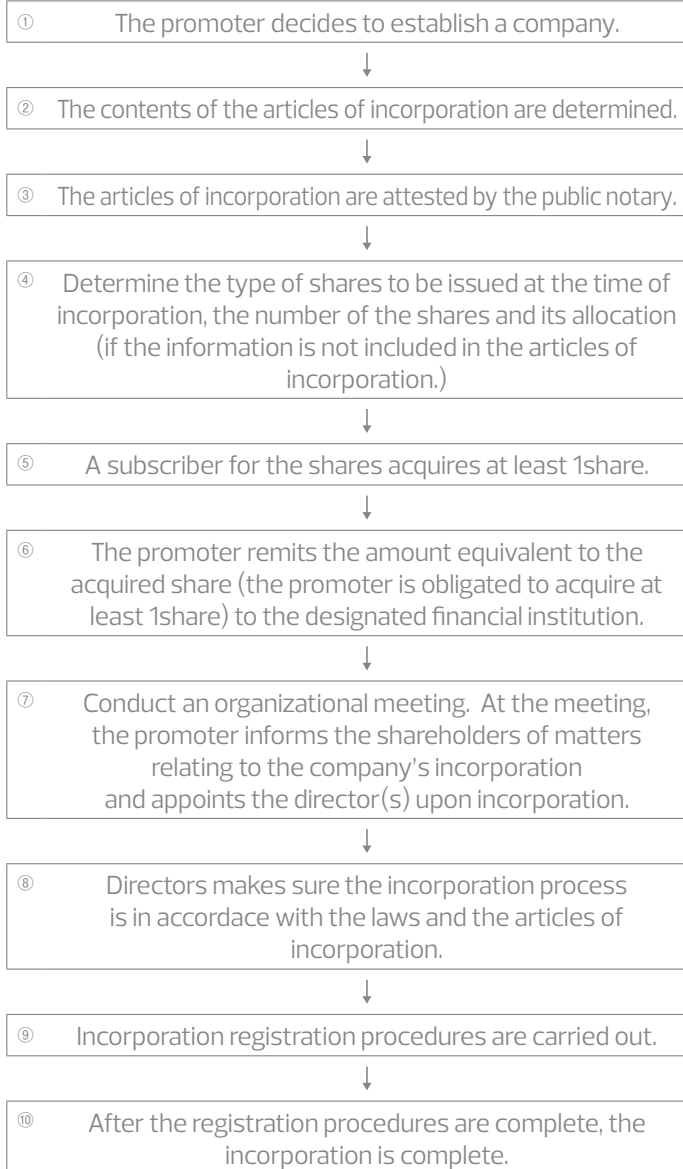 ① The promoter decides to establish a company.
↓
② The contents of the articles of incorporation are determined.
↓
③ The articles of incorporation are attested by the public notary.
↓
④ Determine the type of shares to be issued at the time of
incorporation, the number of the shares and its allocation
(if the information is not included in the articles of
incorporation.)
↓
⑤ A subscriber for the shares acquires at least 1share.
↓
⑥ The promoter remits the amount equivalent to the
acquired share (the promoter is obligated to acquire at
least 1share) to the designated financial institution.
↓
⑦ Conduct an organizational meeting. At the meeting,
the promoter informs the shareholders of matters
relating to the company's incorporation
and appoints the director(s) upon incorporation.
↓
⑧ Directors makes sure the incorporation process
is in accordace with the laws and the articles of
incorporation.
↓
⑨ Incorporation registration procedures are carried out.
↓
⑩ After the registration procedures are complete, the
incorporation is complete.